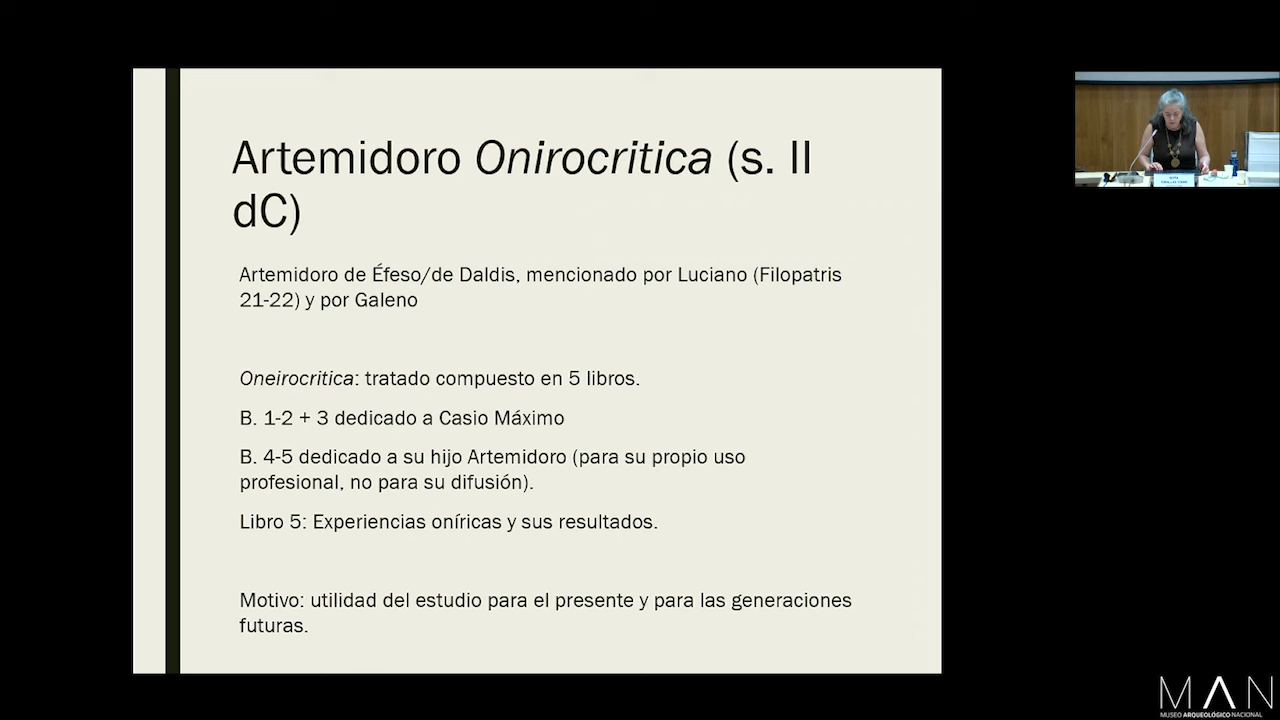 Artemidoro Onirocritica (s. II
dC)
Artemidoro de Éfeso/de Daldis, mencionado por Luciano (Filopatris
21-22) y por Galeno
Oneirocritica: tratado compuesto en 5 libros.
B. 1-2 + 3 dedicado a Casio Máximo
B. 4-5 dedicado a su hijo Artemidoro (para su propio uso
profesional, no para su difusión).
Libro 5: Experiencias oníricas y sus resultados.
Motivo: utilidad del estudio para el presente y para las generaciones
futuras.
MAN
MUSEO ARQUEOLÓGICO NACIONAL